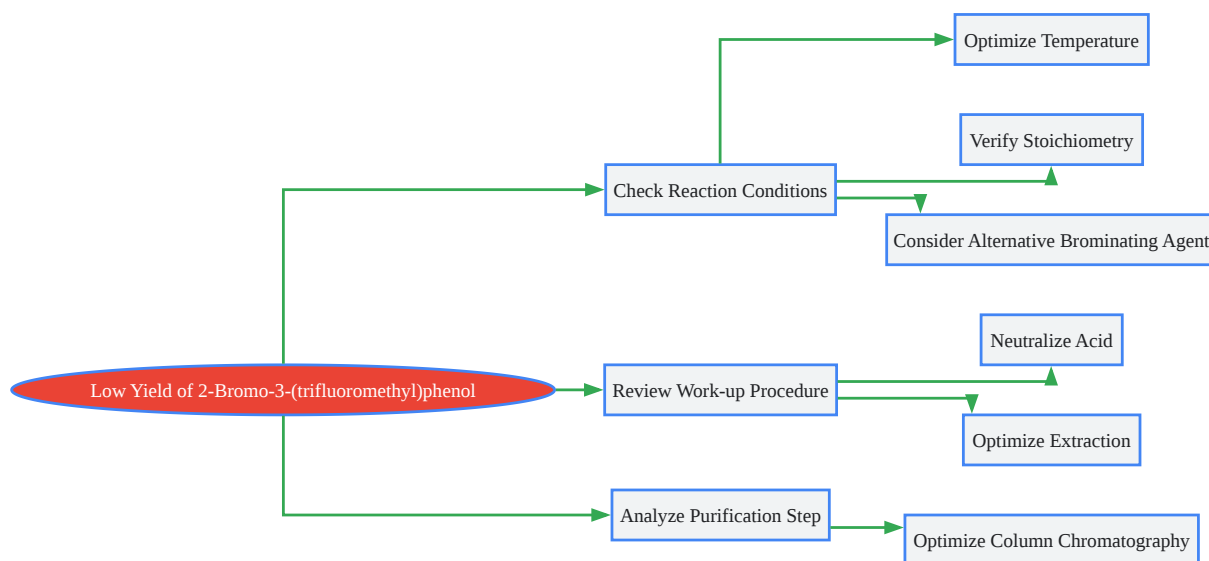 Optimize Temperature
Verify Stoichiometry
Check Reaction Conditions
Consider Alternative Brominating Agent
Neutralize Acid
Low Yield of 2-Bromo-3-(trifluoromethyl)phenol
Review Work-up Procedure
Optimize Extraction
Analyze Purification Step
Optimize Column Chromatography